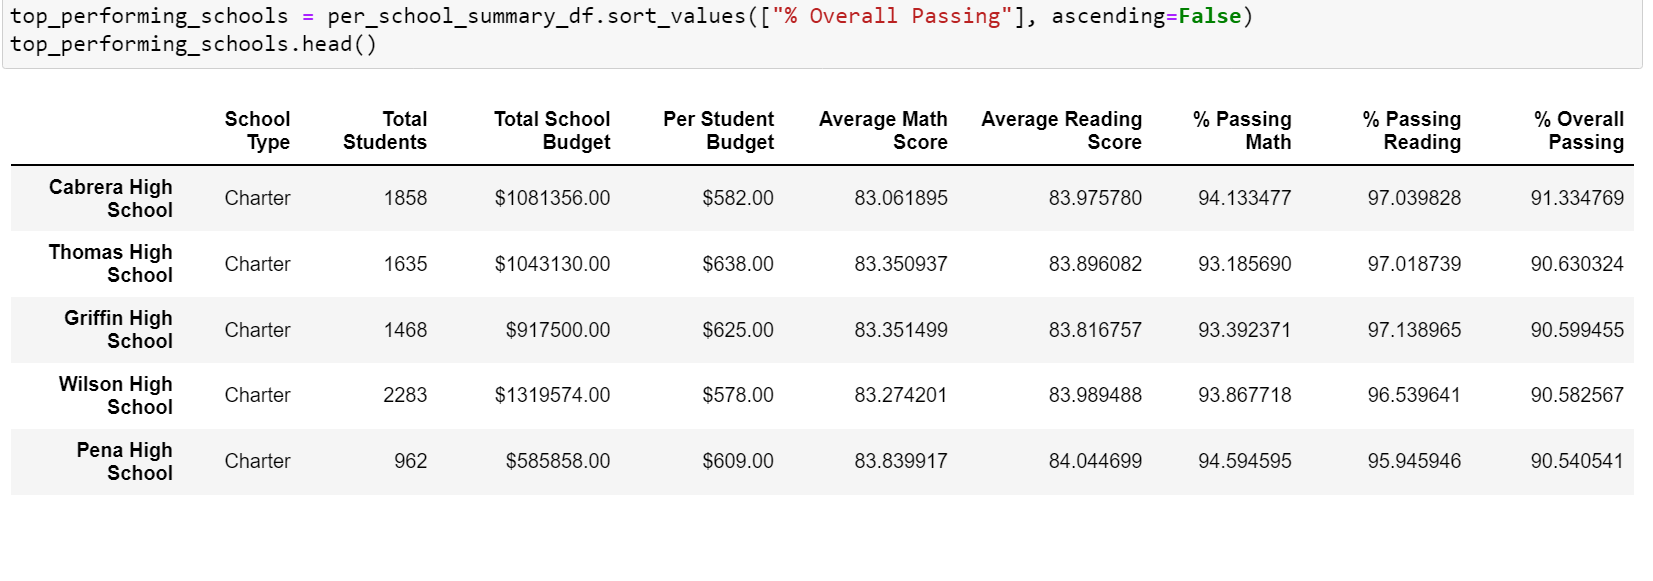 top_performing_schools = per_school_summary_df.sort_values(["% Overall Passing"], ascending=False)
top_performing_schools.head()
School Type Total Students Total School Budget Per Student Budget Average Math Score Average Reading Score % Passing Math % Passing Reading % Overall Passing
Cabrera High School Charter 1858 $1081356.00 $582.00 83.061895 83.975780 94.133477 97.039828 91.334769
Thomas High School Charter 1635 $1043130.00 $638.00 83.350937 83.896082 93.185690 97.018739 90.630324
Griffin High School Charter 1468 $917500.00 $625.00 83.351499 83.816757 93.392371 97.138965 90.599455
Wilson High School Charter 2283 $1319574.00 $578.00 83.274201 83.989488 93.867718 96.539641 90.582567
Pena High School Charter 962 $585858.00 $609.00 83.839917 84.044699 94.594595 95.945946 90.540541